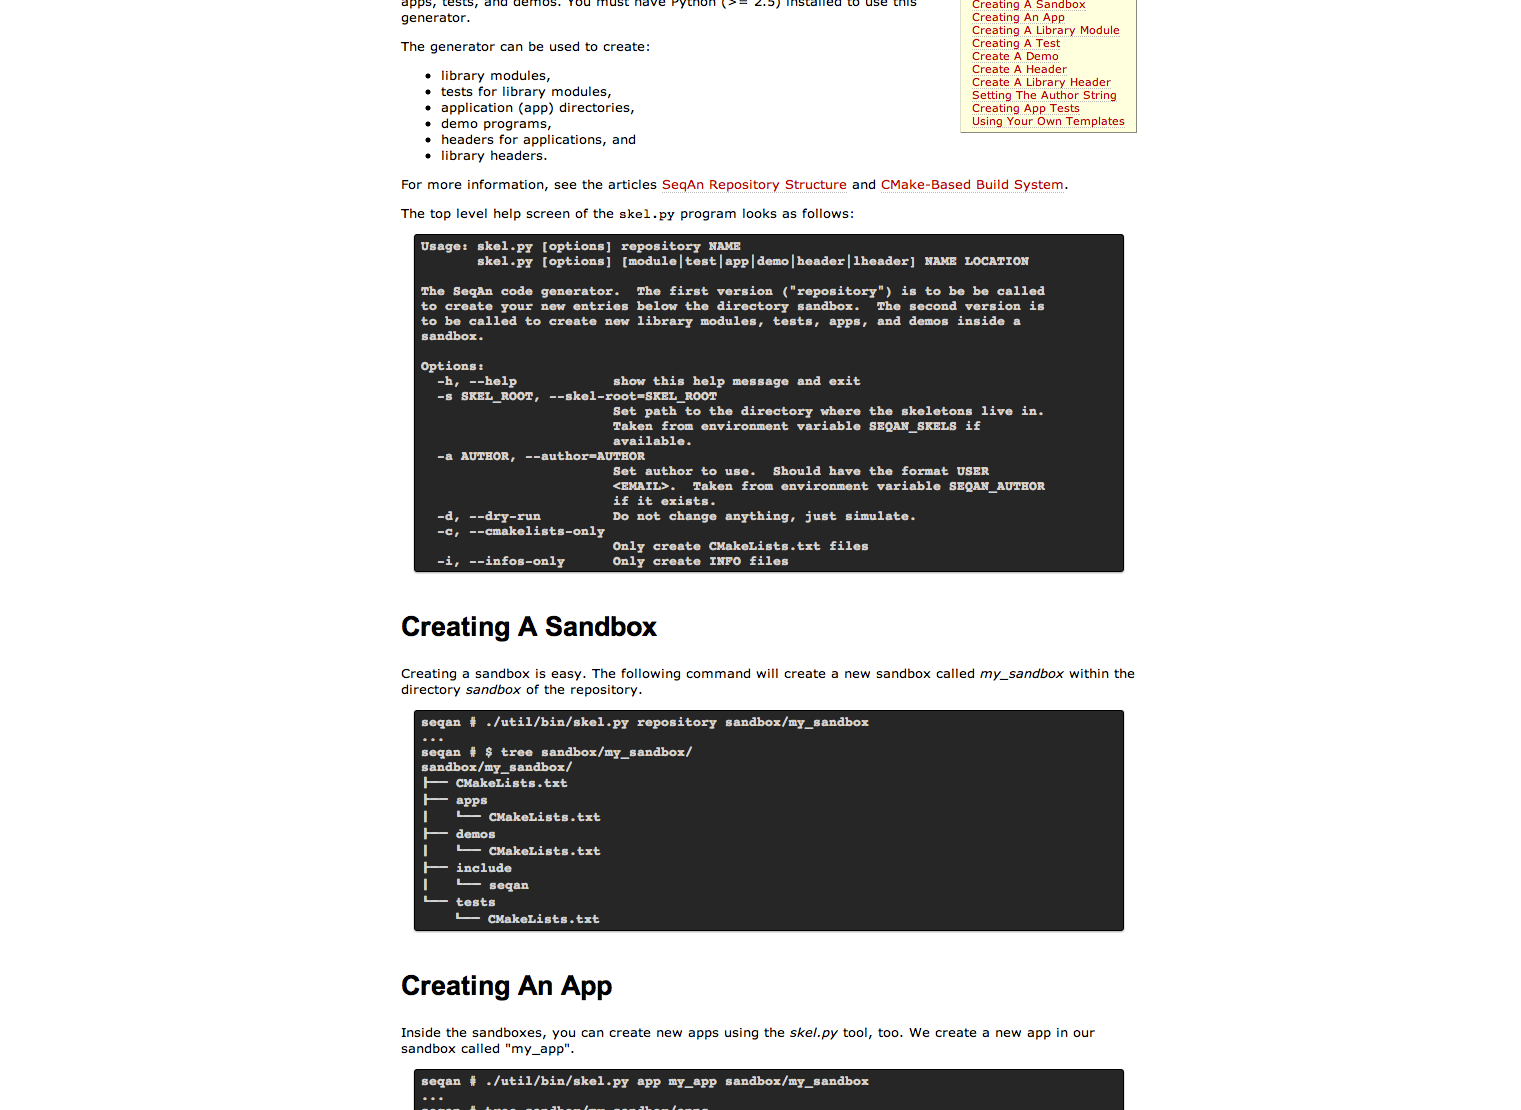 apps, tests, and demos. You must have Python (>= 2.5) installed to use this
generator.
The generator can be used to create:
• library modules,
• tests for library modules,
• application (app) directories,
• demo programs,
• headers for applications, and
• library headers.
Creating A Sandbox
Creating An App
Creating A Library Module
Creating A Test
Create A Demo
Create A Header
Create A Library Header
Setting The Author String
Creating App Tests
Using Your Own Templates
For more information, see the articles SeqAn Repository Structure and CMake-Based Build System.
The top level help screen of the skel.py program looks as follows:
Usage: skel.py [options] repository NAME
       skel.py [options] [module|test|app|demo|header|lheader] NAME LOCATION
The SeqAn code generator.  The first version ("repository") is to be be called
to create your new entries below the directory sandbox.  The second version is
to be called to create new library modules, tests, apps, and demos inside a
sandbox.
Options:
  -h, --help            show this help message and exit
  -s SKEL_ROOT, --skel-root=SKEL_ROOT
                        Set path to the directory where the skeletons live in.
                        Taken from environment variable SEQAN_SKELS if
                        available.
  -a AUTHOR, --author=AUTHOR
                        Set author to use.  Should have the format USER
                        <EMAIL>.  Taken from environment variable SEQAN_AUTHOR
                        if it exists.
  -d, --dry-run         Do not change anything, just simulate.
  -c, --cmakelists-only
                        Only create CMakeLists.txt files
  -i, --infos-only      Only create INFO files
Creating A Sandbox
Creating a sandbox is easy. The following command will create a new sandbox called my_sandbox within the
directory sandbox of the repository.
seqan # ./util/bin/skel.py repository sandbox/my_sandbox
...
seqan # $ tree sandbox/my_sandbox/
sandbox/my_sandbox/
├── CMakeLists.txt
├── apps
│   └── CMakeLists.txt
├── demos
│   └── CMakeLists.txt
├── include
│   └── seqan
└── tests
    └── CMakeLists.txt
Creating An App
Inside the sandboxes, you can create new apps using the skel.py tool, too. We create a new app in our
sandbox called "my_app".
seqan # ./util/bin/skel.py app my_app sandbox/my_sandbox
...
seqan # tree sandbox/my_sandbox/apps